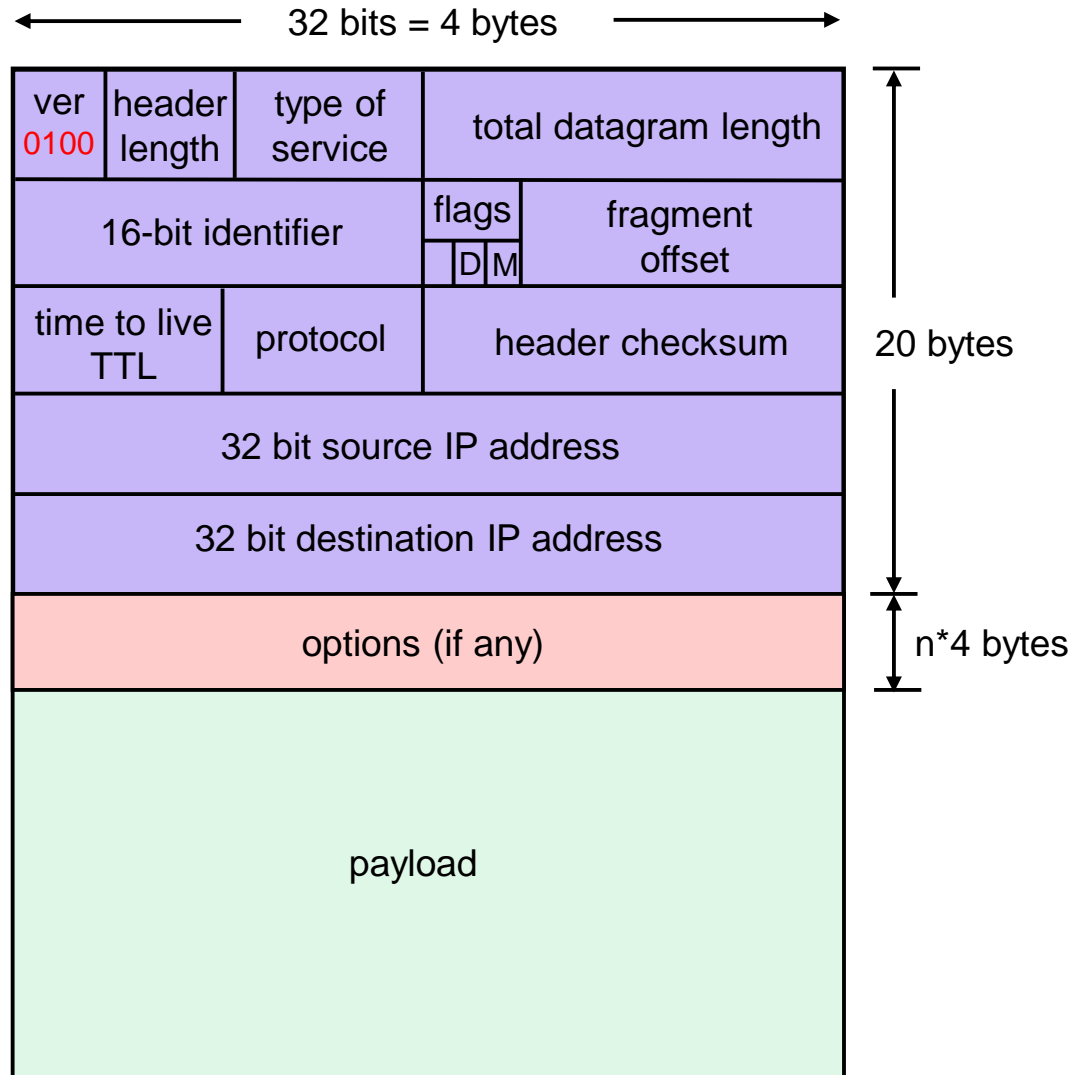 32 bits = 4 bytes
ver
0100
header
length
type of
service
total datagram length
16-bit identifier
flags
D
M
fragment
offset
time to live
TTL
protocol
header checksum
20 bytes
32 bit source IP address
32 bit destination IP address
options (if any)
n*4 bytes
payload